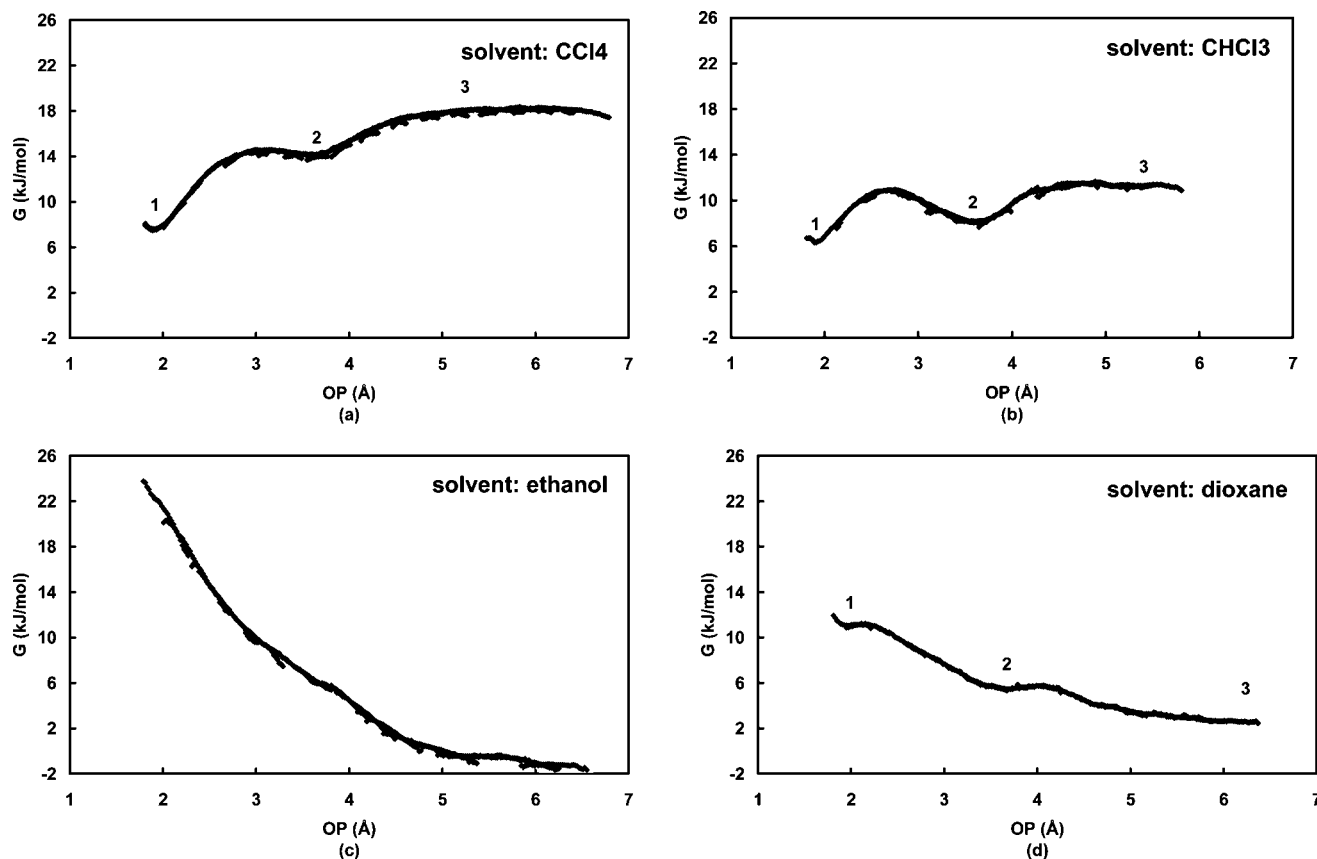 26
22
18
14
10
6
2
-2
G (kJ/mol)
solvent: CCl4
1
2
3
1 2 3 4 5 6 7
OP (Å)
(a)
26
22
18
14
10
6
2
-2
G (kJ/mol)
solvent: CHCl3
1
2
3
1 2 3 4 5 6 7
OP (Å)
(b)
26
22
18
14
10
6
2
-2
G (kJ/mol)
solvent: ethanol
1 2 3 4 5 6 7
OP (Å)
(c)
26
22
18
14
10
6
2
-2
G (kJ/mol)
solvent: dioxane
1
2
3
1 2 3 4 5 6 7
OP (Å)
(d)